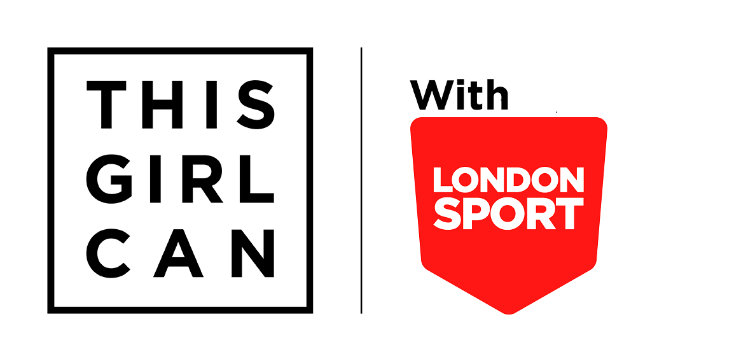 THIS
GIRL
CAN
With
LONDON
SPORT